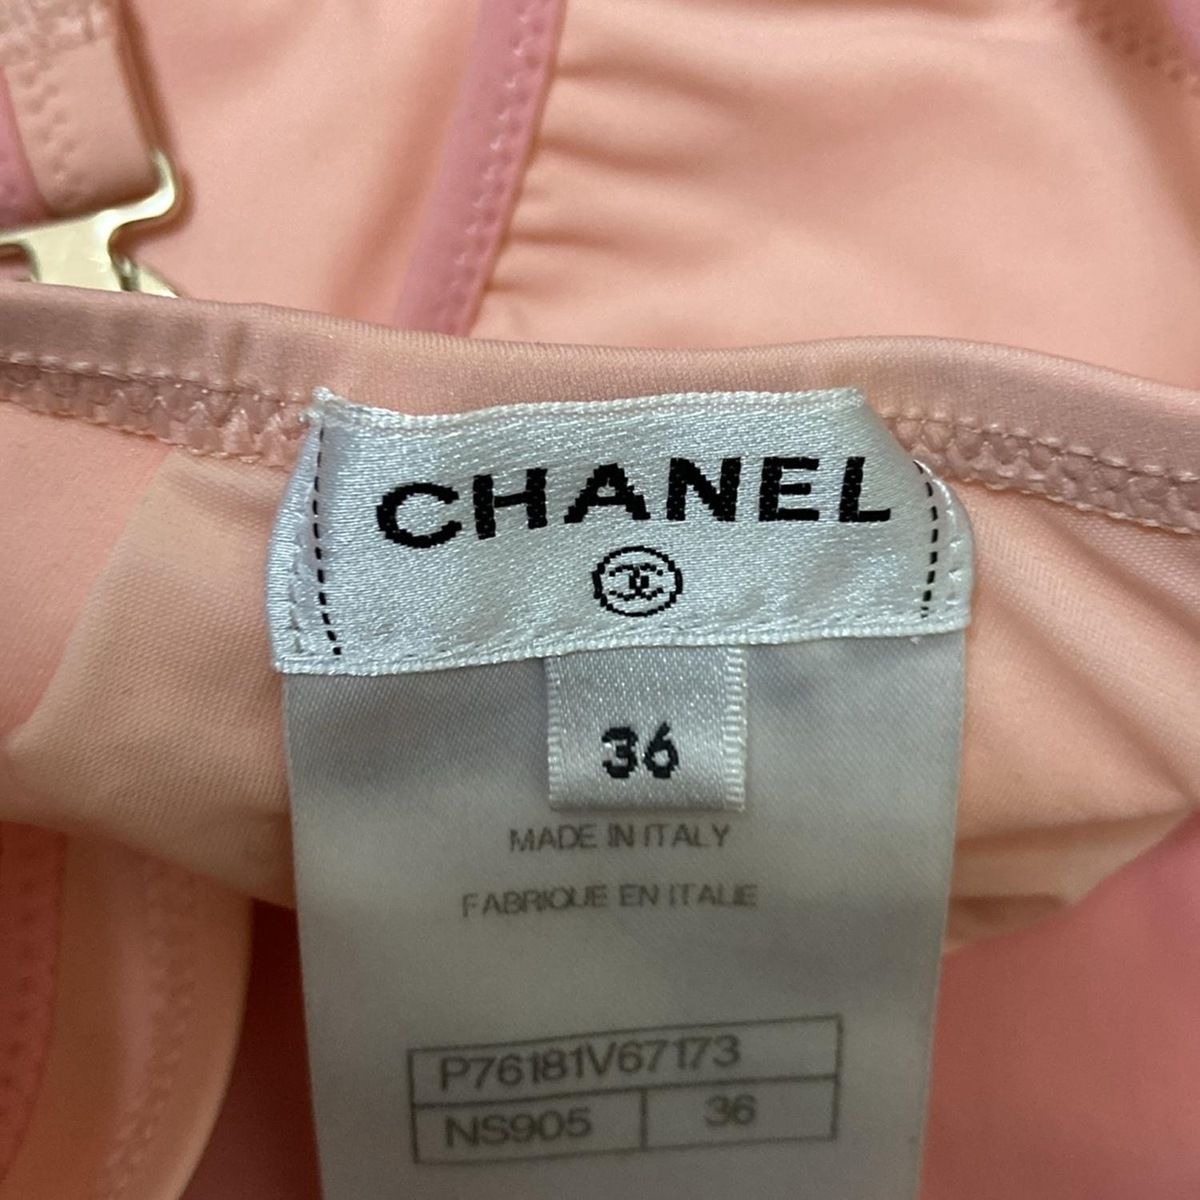 CHANEL
36
MADE IN ITALY
FABRIQUE EN ITALIE
P76181V67173
NS905 36